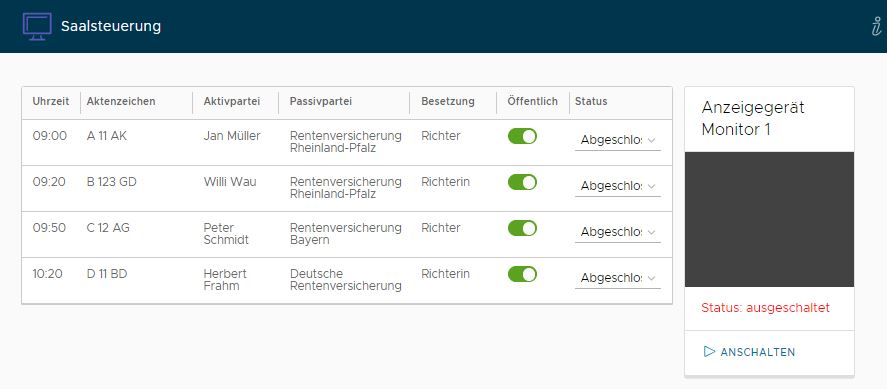 Saalsteuerung
Uhrzeit Aktenzeichen Aktivpartei Passivpartei Besetzung Öffentlich Status
09:00 A 11 AK Jan Müller Rentenversicherung Richter Abgeschlos
Rheinland-Pfalz
09:20 B 123 GD Willi Wau Rentenversicherung Richterin Abgeschlos
Rheinland-Pfalz
09:50 C 12 AG Peter Rentenversicherung Richter Abgeschlos
Schmidt Bayern
10:20 D 11 BD Herbert Deutsche Richterin Abgeschlos
Frahm Rentenversicherung
Anzeigegerät
Monitor 1
Status: ausgeschaltet
ANSCHALTEN